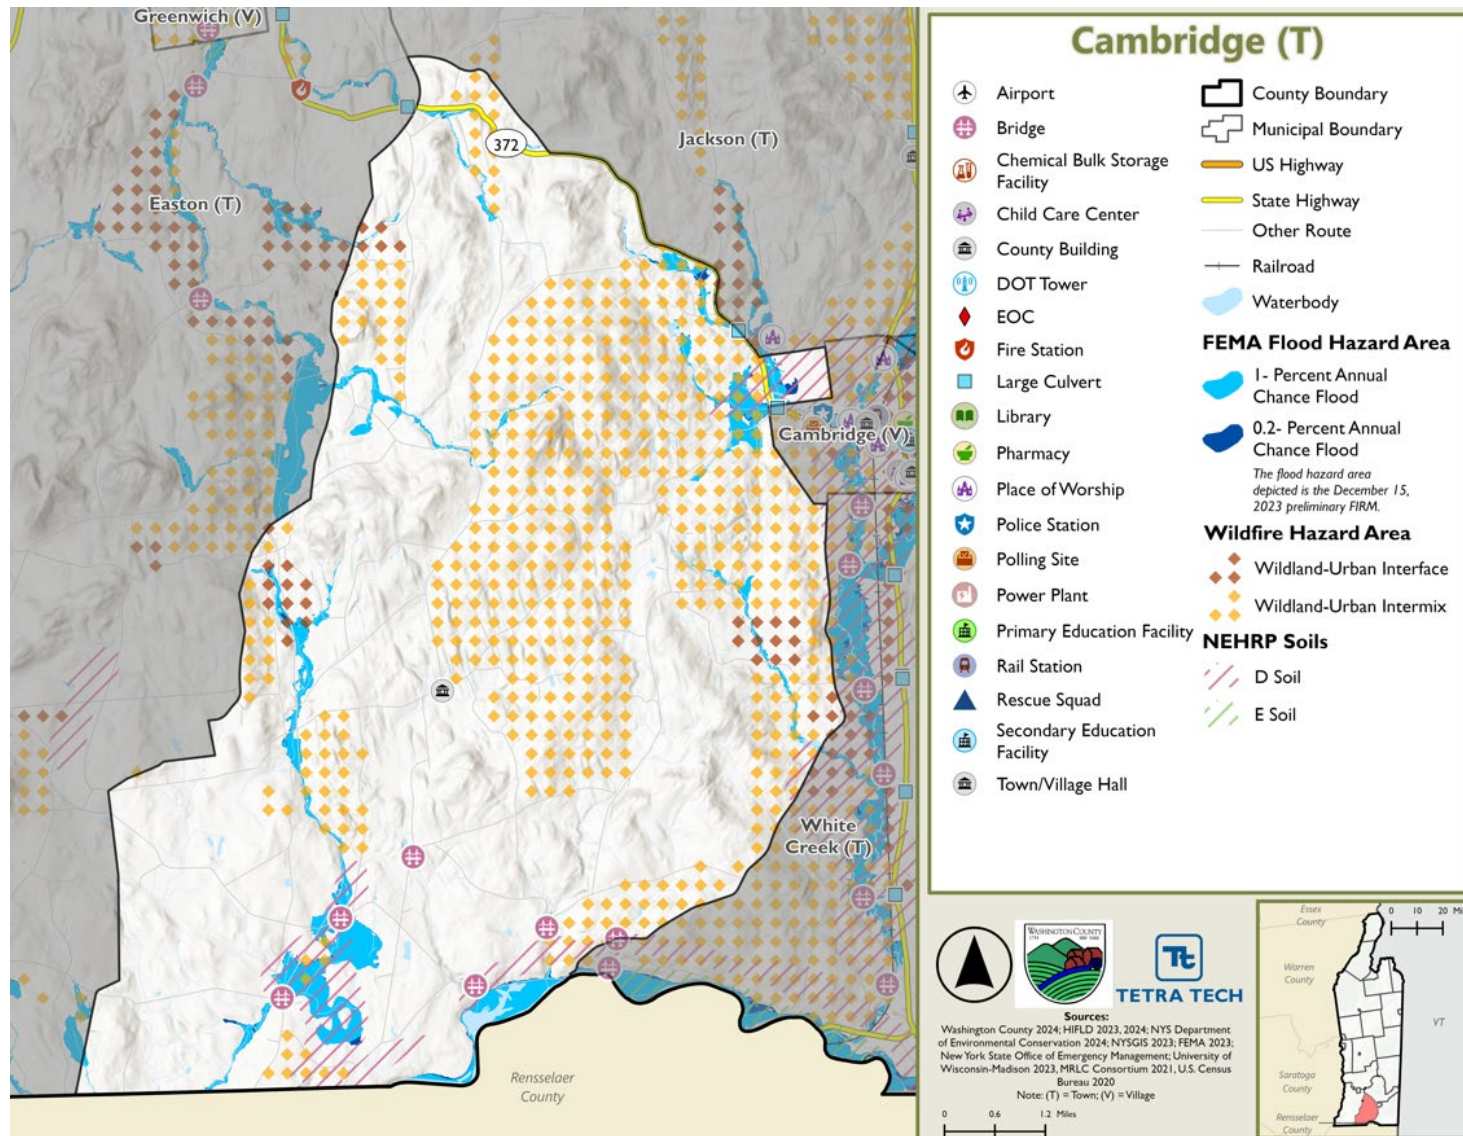 Greenwich (V)
372
Jackson (T)
Easton (T)
Cambridge (V)
White
Creek (T)
Rensselaer
County
Cambridge (T)
Airport
Bridge
Chemical Bulk Storage
Facility
Child Care Center
County Building
DOT Tower
EOC
Fire Station
Large Culvert
Library
Pharmacy
Place of Worship
Police Station
Polling Site
Power Plant
Primary Education Facility
Rail Station
Rescue Squad
Secondary Education
Facility
Town/Village Hall
County Boundary
Municipal Boundary
US Highway
State Highway
Other Route
Railroad
Waterbody
FEMA Flood Hazard Area
1- Percent Annual
Chance Flood
0.2- Percent Annual
Chance Flood
The flood hazard area
depicted is the December 15,
2023 preliminary FIRM.
Wildfire Hazard Area
Wildland-Urban Interface
Wildland-Urban Intermix
NEHRP Soils
D Soil
E Soil
WASHINGTON COUNTY
TETRA TECH
Sources:
Washington County 2024; HIFLD 2023, 2024; NYS Department
of Environmental Conservation 2024; NYSGIS 2023; FEMA 2023;
New York State Office of Emergency Management; University of
Wisconsin-Madison 2023, MRLC Consortium 2021, U.S. Census
Bureau 2020
Note: (T) = Town; (V) = Village
0 0.6 1.2 Miles
Essex
County
0 10 20 Mi
Warren
County
VT
Saratoga
County
Rensselaer
County